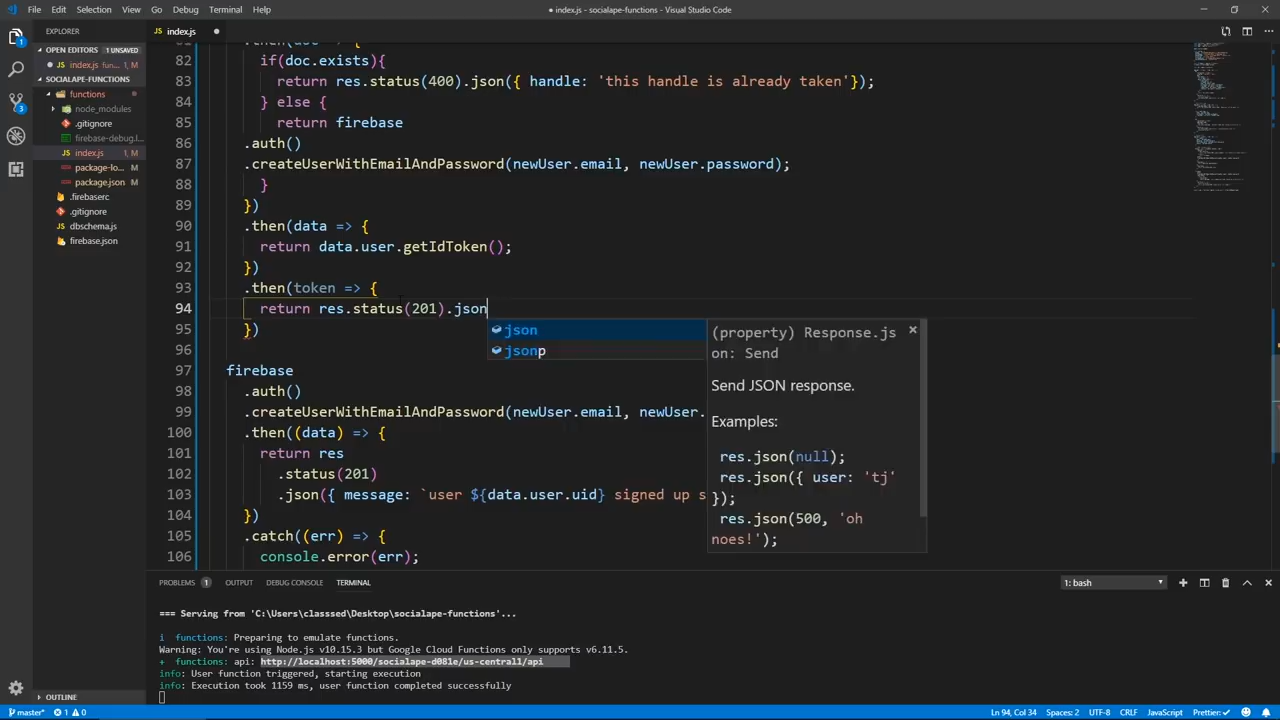 File Edit Selection View Go Debug Terminal Help
● index.js - socialape-functions - Visual Studio Code
EXPLORER
OPEN EDITORS 1 UNSAVED
index.js functions 1, M
SOCIALAPE-FUNCTIONS
functions
node_modules
.gitignore
firebase-debug.l...
index.js 1, M
package-lo... M
package.json M
.firebaserc
.gitignore
dbschema.js
firebase.json
OUTLINE
index.js ●
81 .then(doc => {
82 if(doc.exists){
83 return res.status(400).json({ handle: 'this handle is already taken'});
84 } else {
85 return firebase
86 .auth()
87 .createUserWithEmailAndPassword(newUser.email, newUser.password);
88 }
89 })
90 .then(data => {
91 return data.user.getIdToken();
92 })
93 .then(token => {
94 return res.status(201).json
95 })
96
97 firebase
98 .auth()
99 .createUserWithEmailAndPassword(newUser.email, newUser.
100 .then((data) => {
101 return res
102 .status(201)
103 .json({ message: `user ${data.user.uid} signed up s
104 })
105 .catch((err) => {
106 console.error(err);
json
jsonp
(property) Response.js
on: Send
Send JSON response.
Examples:
res.json(null);
res.json({ user: 'tj'
});
res.json(500, 'oh
noes!');
PROBLEMS 1 OUTPUT DEBUG CONSOLE TERMINAL 1: bash
=== Serving from 'C:\Users\classsed\Desktop\socialape-functions'...
i functions: Preparing to emulate functions.
Warning: You're using Node.js v10.15.3 but Google Cloud Functions only supports v6.11.5.
+ functions: api: http://localhost:5000/socialape-d081e/us-central1/api
info: User function triggered, starting execution
info: Execution took 1159 ms, user function completed successfully
master* 1 0 Ln 94, Col 34 Spaces: 2 UTF-8 CRLF JavaScript Prettier: ✓